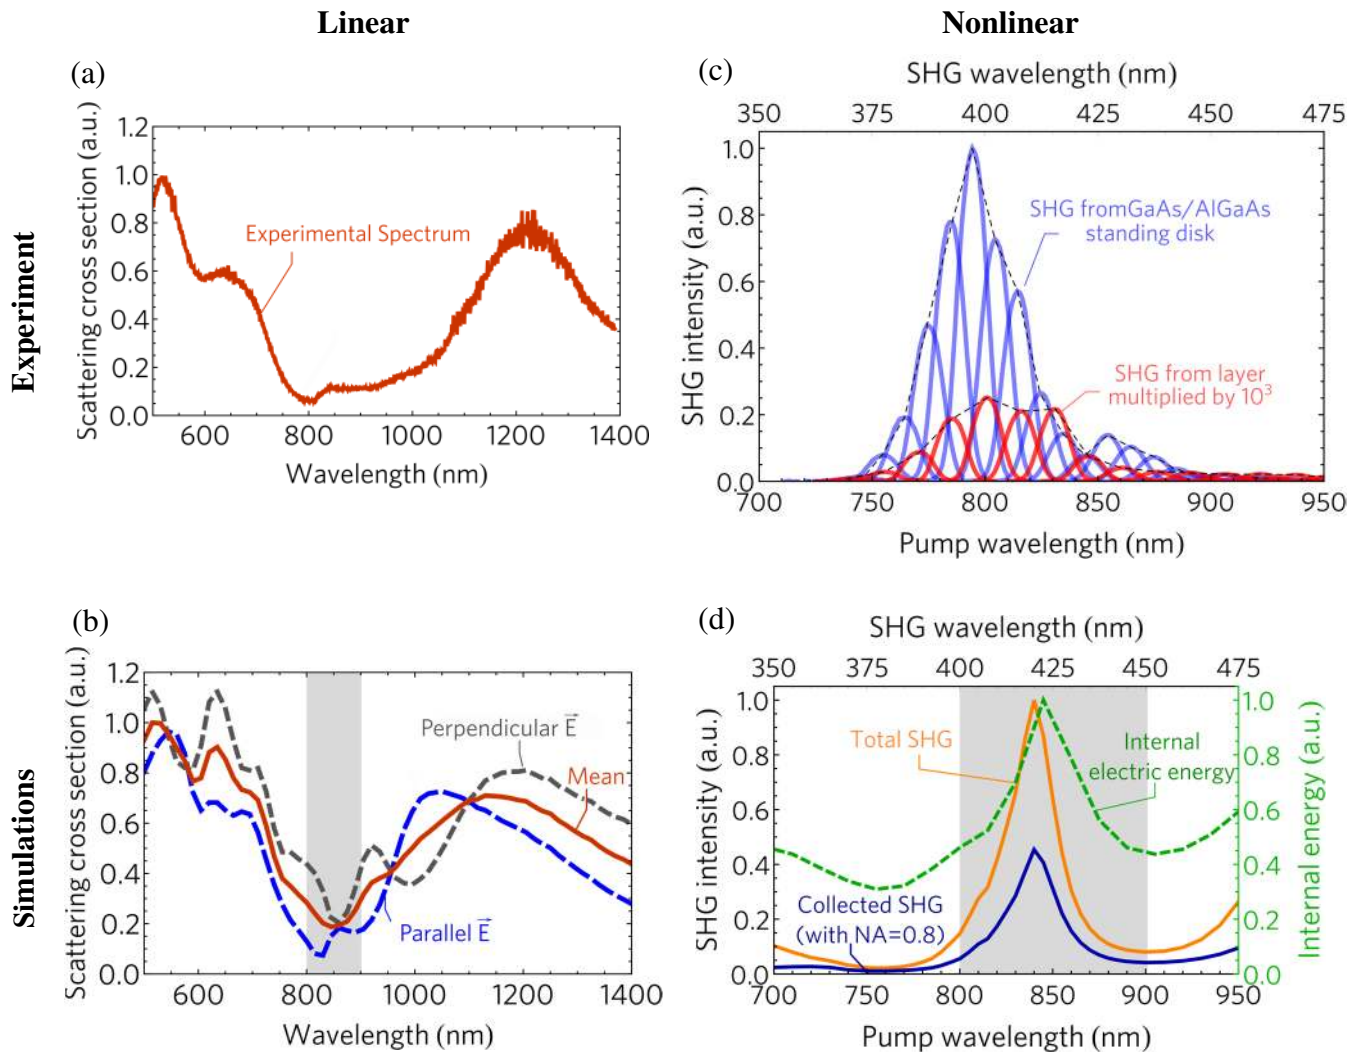 Linear
Nonlinear
Experiment
Simulations
(a)
Scattering cross section (a.u.)
1.2
1.0
0.8
0.6
0.4
0.2
0.0
Experimental Spectrum
600 800 1000 1200 1400
Wavelength (nm)
(c)
SHG wavelength (nm)
350 375 400 425 450 475
SHG intensity (a.u.)
1.0
0.8
0.6
0.4
0.2
0.0
SHG fromGaAs/AlGaAs
standing disk
SHG from layer
multiplied by 10³
700 750 800 850 900 950
Pump wavelength (nm)
(b)
Scattering cross section (a.u.)
1.2
1.0
0.8
0.6
0.4
0.2
0.0
Perpendicular E⃗
Mean
Parallel E⃗
600 800 1000 1200 1400
Wavelength (nm)
(d)
SHG wavelength (nm)
350 375 400 425 450 475
SHG intensity (a.u.)
1.0
0.8
0.6
0.4
0.2
0.0
Total SHG
Internal
electric energy
Collected SHG
(with NA=0.8)
1.0
0.8
0.6
0.4
0.2
0.0
Internal energy (a.u.)
700 750 800 850 900 950
Pump wavelength (nm)